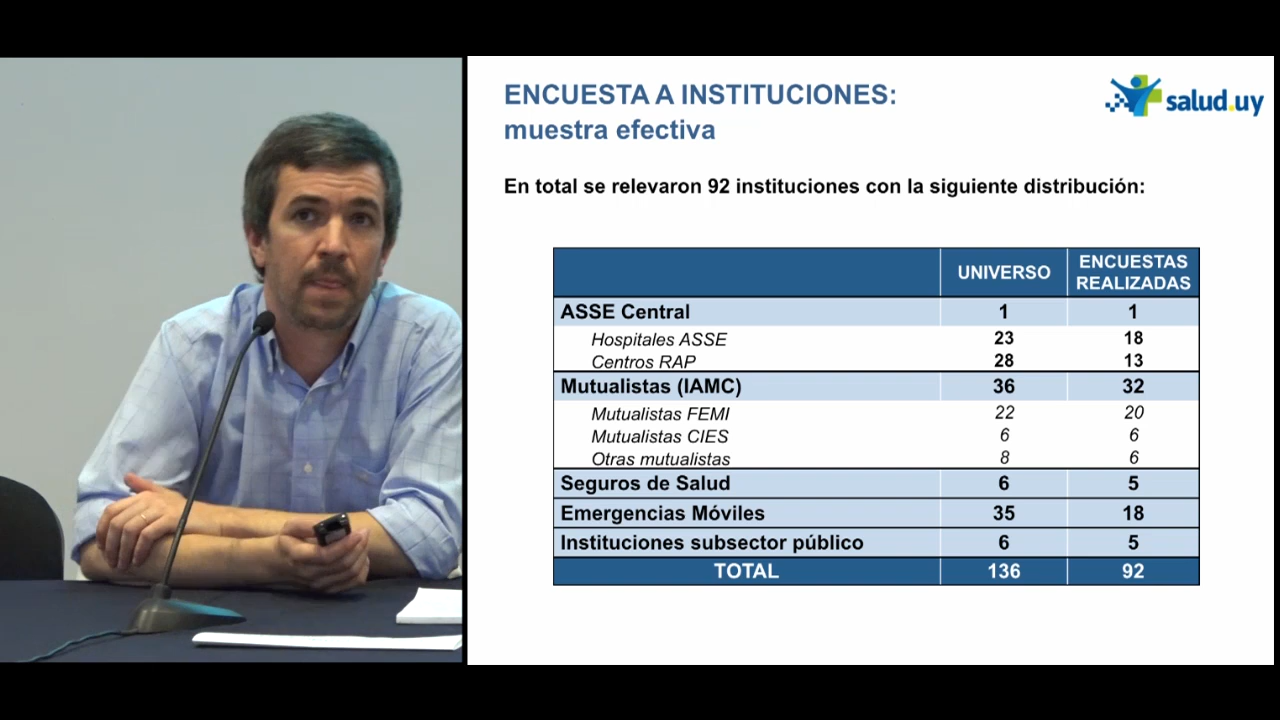 ENCUESTA A INSTITUCIONES:
muestra efectiva
salud.uy
En total se relevaron 92 instituciones con la siguiente distribución:
UNIVERSO ENCUESTAS REALIZADAS
ASSE Central 1 1
Hospitales ASSE 23 18
Centros RAP 28 13
Mutualistas (IAMC) 36 32
Mutualistas FEMI 22 20
Mutualistas CIES 6 6
Otras mutualistas 8 6
Seguros de Salud 6 5
Emergencias Móviles 35 18
Instituciones subsector público 6 5
TOTAL 136 92